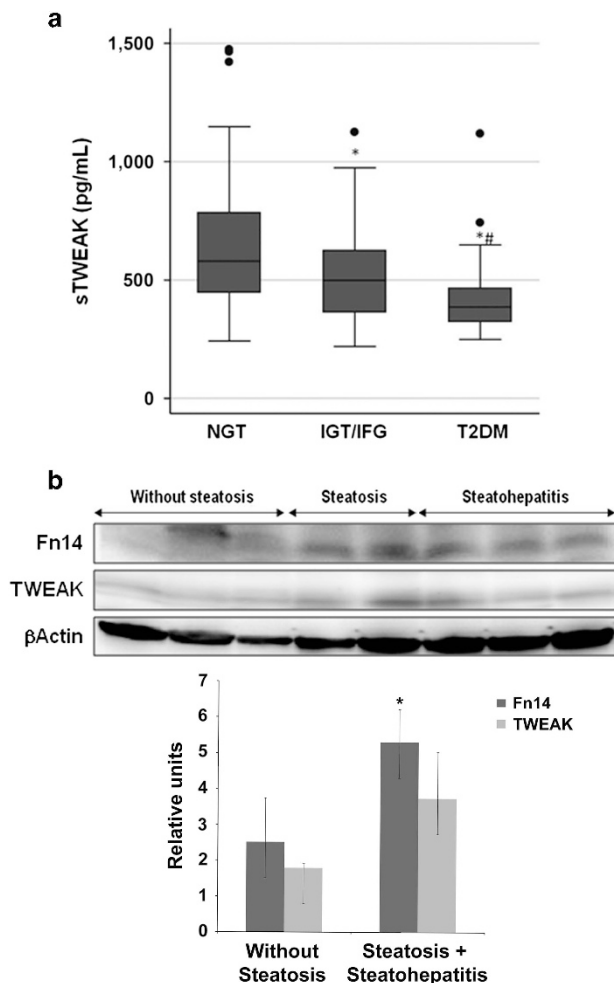 a
1,500
1,000
500
0
sTWEAK (pg/mL)
*
*#
NGT IGT/IFG T2DM
b
Without steatosis Steatosis Steatohepatitis
Fn14
TWEAK
βActin
7
6
5
4
3
2
1
0
Relative units
*
Fn14
TWEAK
Without Steatosis +
Steatosis Steatohepatitis